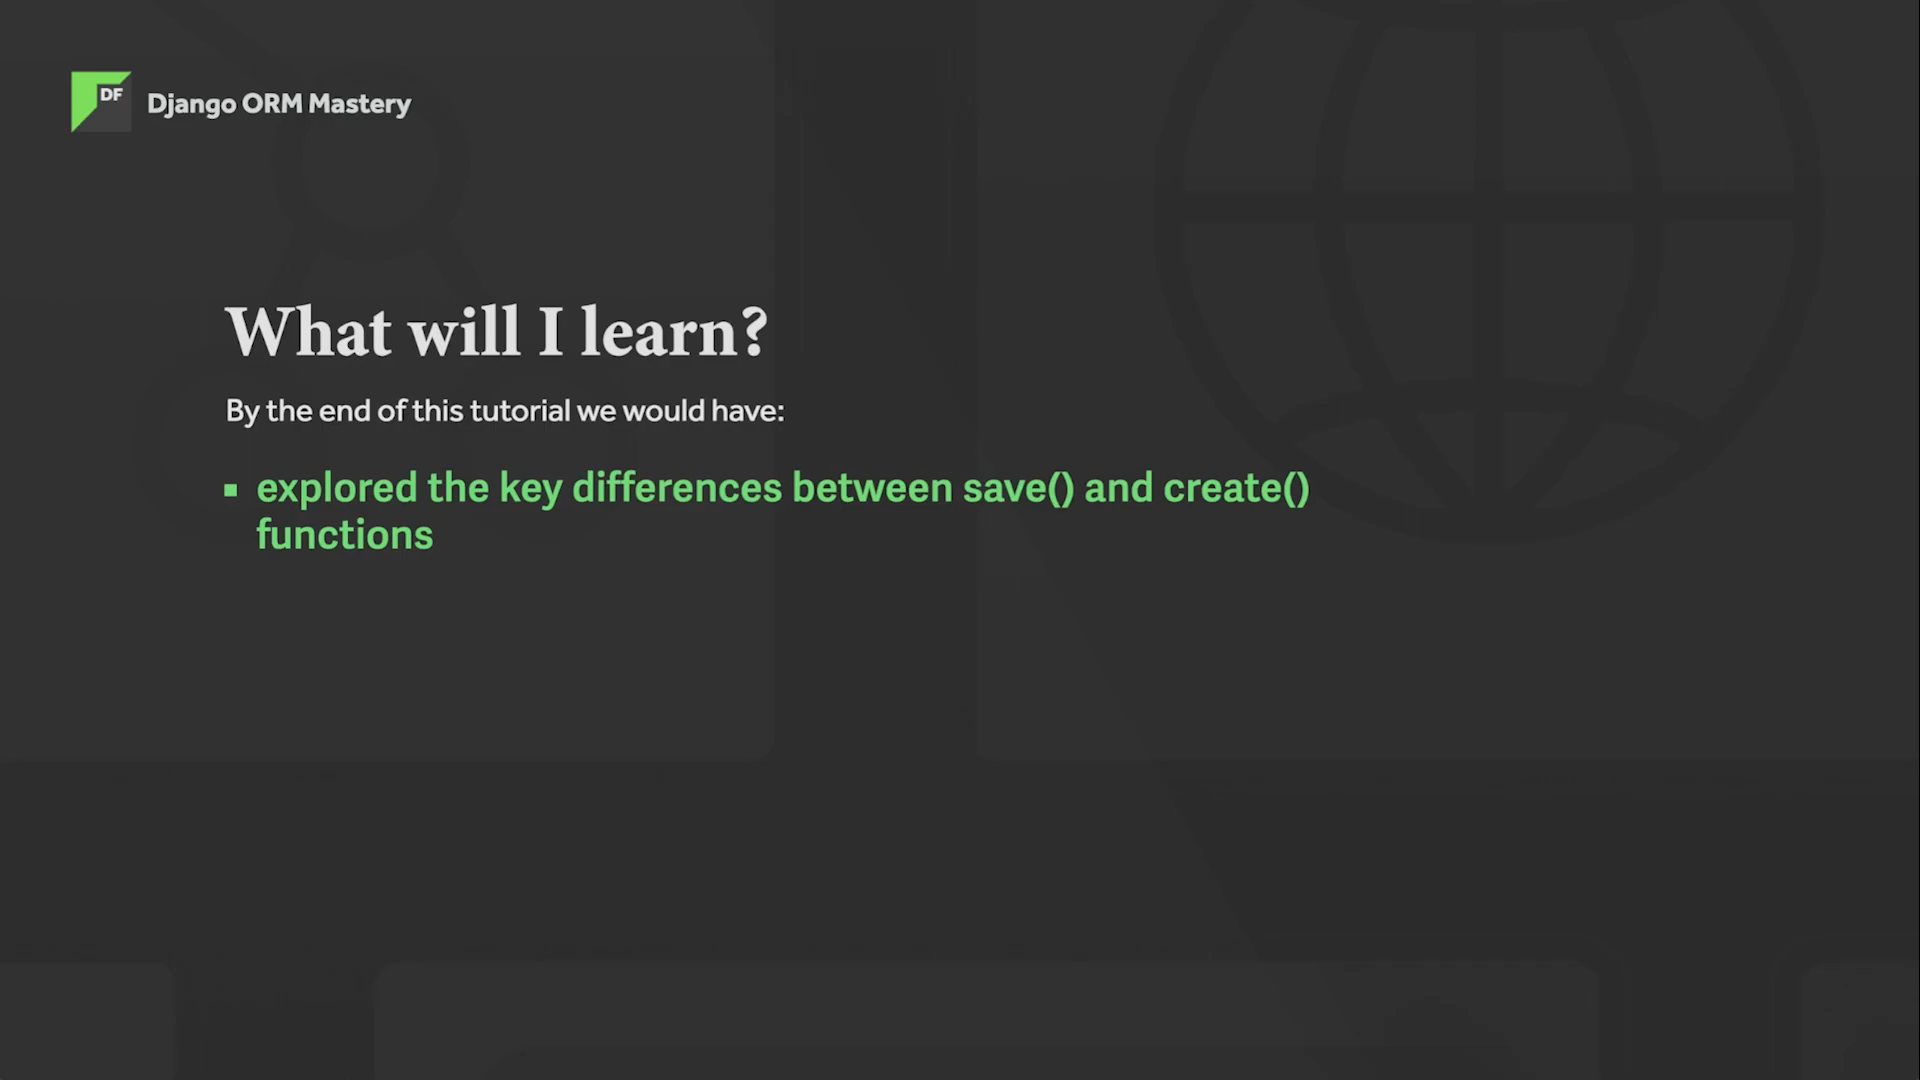 DF
Django ORM Mastery
What will I learn?
By the end of this tutorial we would have:
▪ explored the key differences between save() and create()
functions